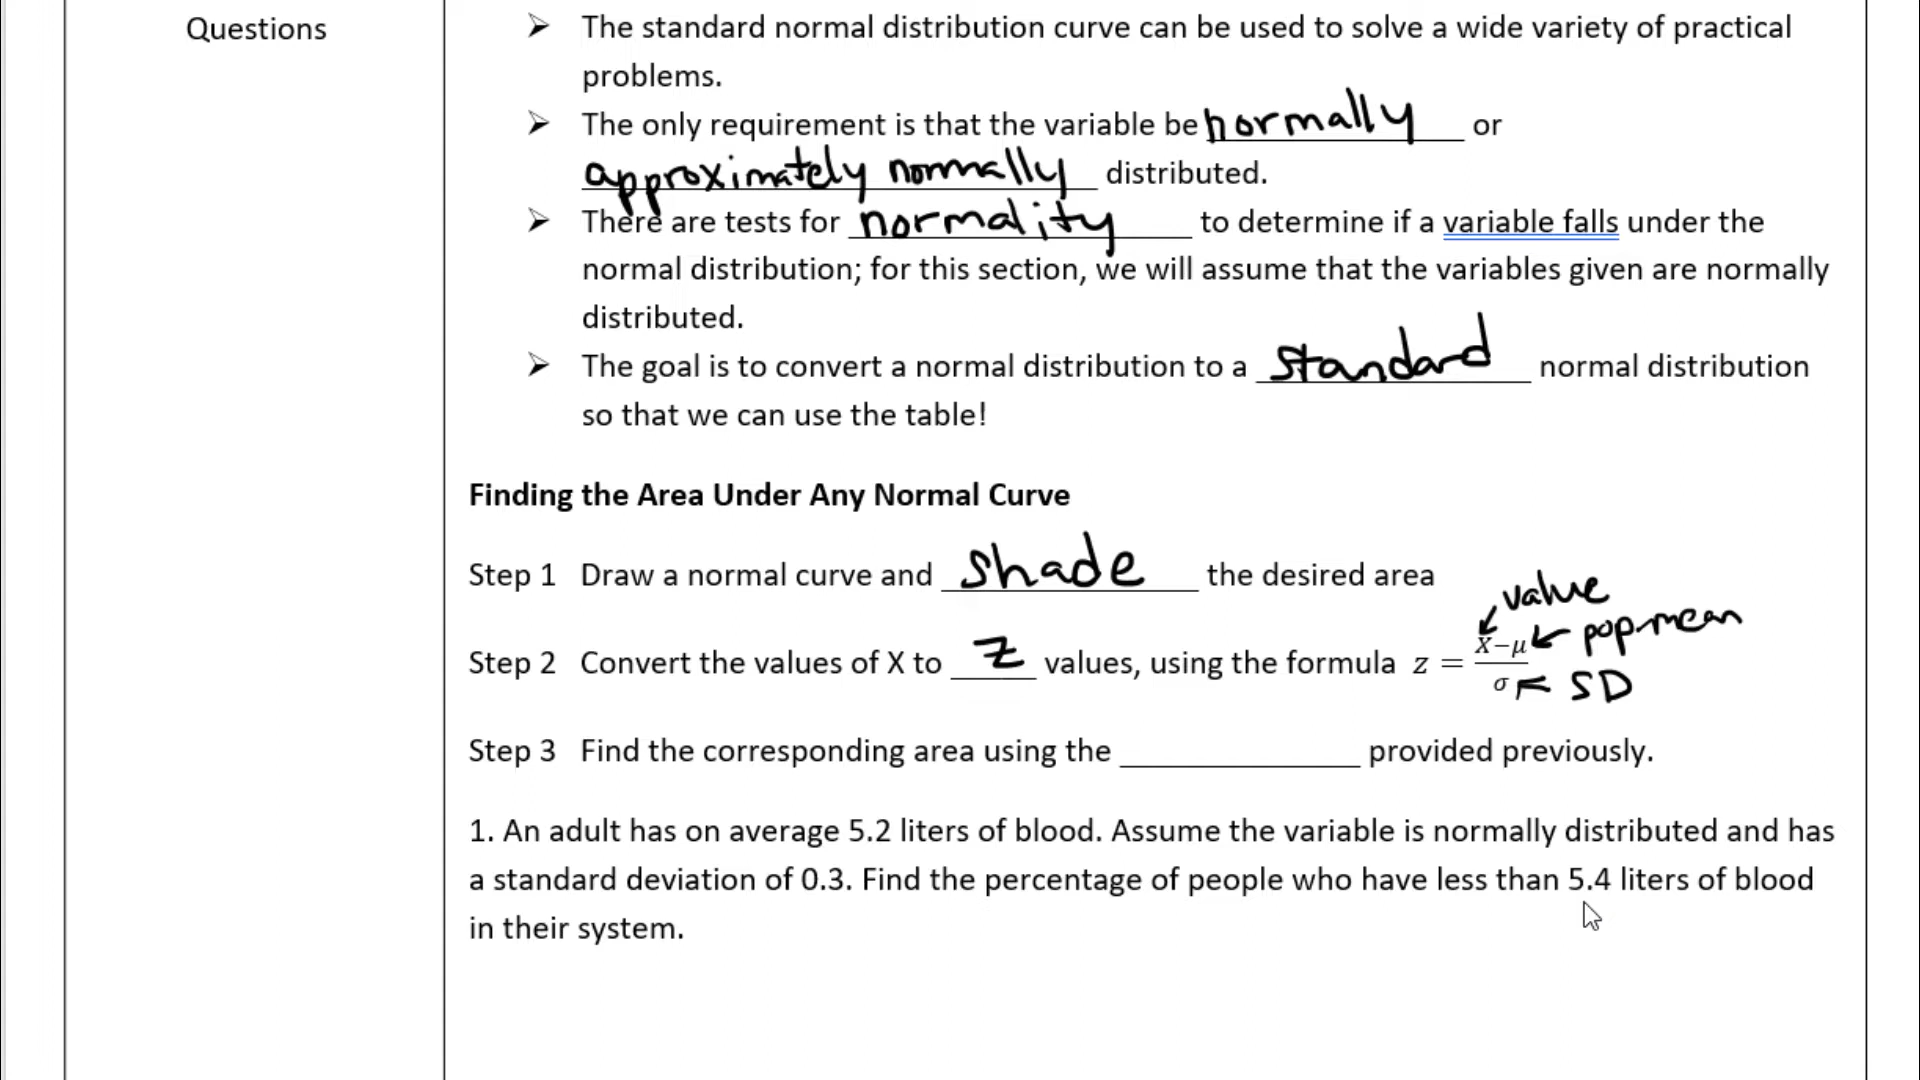 Questions
➢ The standard normal distribution curve can be used to solve a wide variety of practical
problems.
➢ The only requirement is that the variable be normally or
approximately normally distributed.
➢ There are tests for normality to determine if a variable falls under the
normal distribution; for this section, we will assume that the variables given are normally
distributed.
➢ The goal is to convert a normal distribution to a standard normal distribution
so that we can use the table!
Finding the Area Under Any Normal Curve
Step 1 Draw a normal curve and shade the desired area
value
pop mean
Step 2 Convert the values of X to z values, using the formula z = X−μ / σ
SD
Step 3 Find the corresponding area using the ____________ provided previously.
1. An adult has on average 5.2 liters of blood. Assume the variable is normally distributed and has
a standard deviation of 0.3. Find the percentage of people who have less than 5.4 liters of blood
in their system.